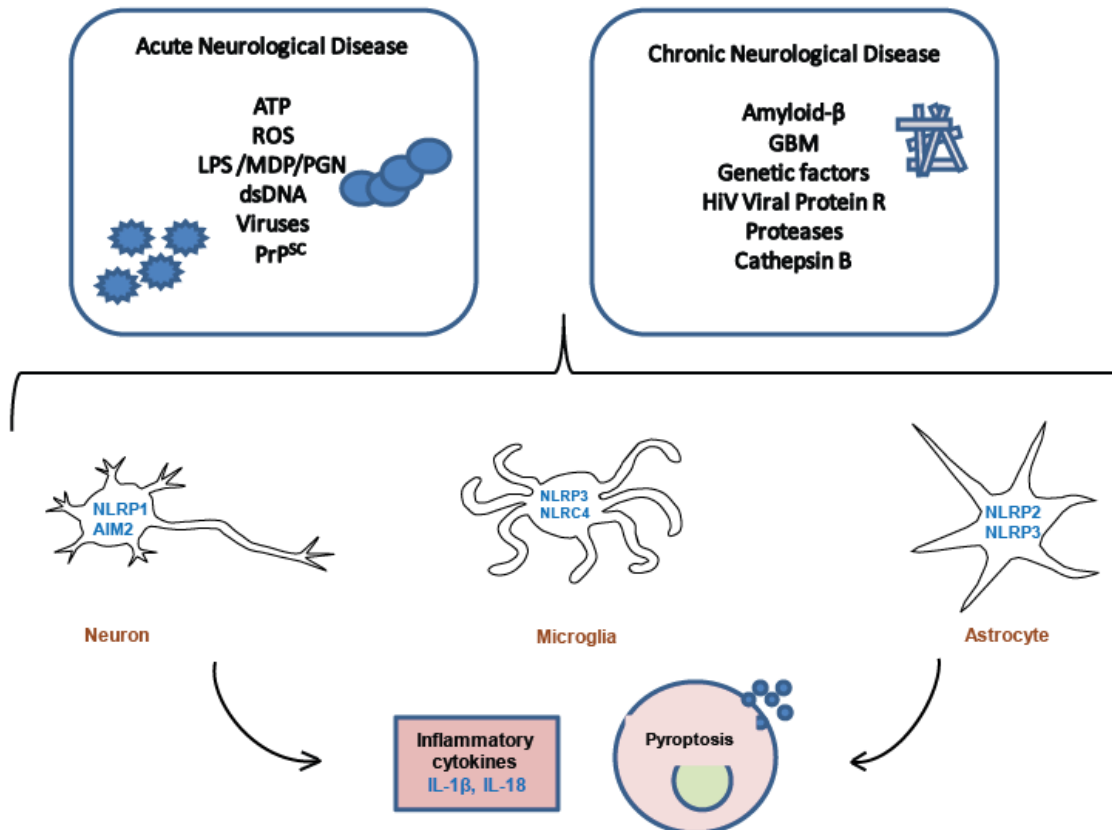 Acute Neurological Disease
ATP
ROS
LPS /MDP/PGN
dsDNA
Viruses
PrPSC
Chronic Neurological Disease
Amyloid-β
GBM
Genetic factors
HiV Viral Protein R
Proteases
Cathepsin B
NLRP1
AIM2
Neuron
NLRP3
NLRC4
Microglia
NLRP2
NLRP3
Astrocyte
Inflammatory
cytokines
IL-1β, IL-18
Pyroptosis